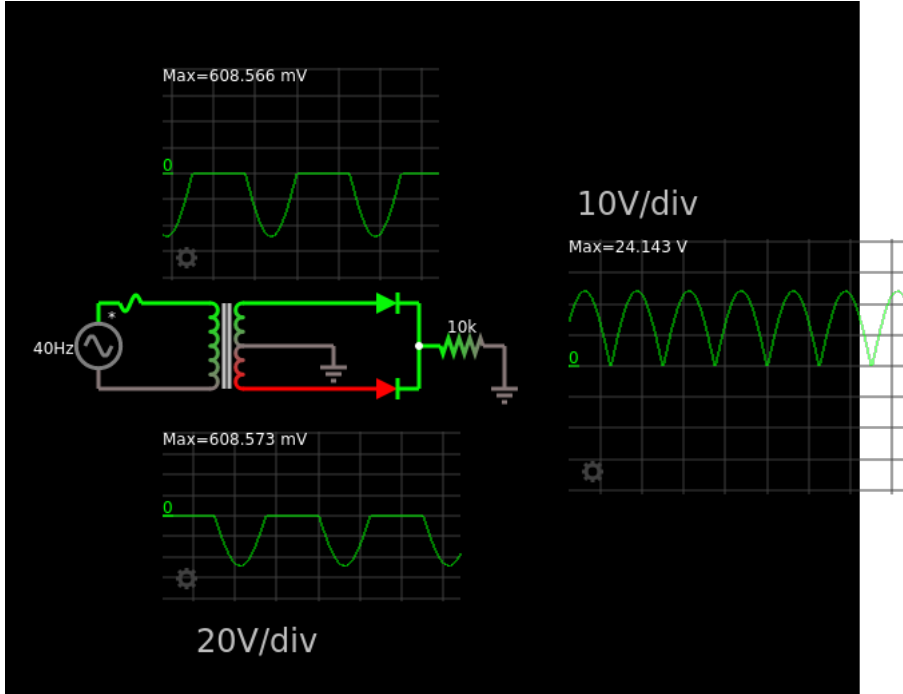 Max=608.566 mV
0
10V/div
Max=24.143 V
0
*
10k
40Hz
Max=608.573 mV
0
20V/div